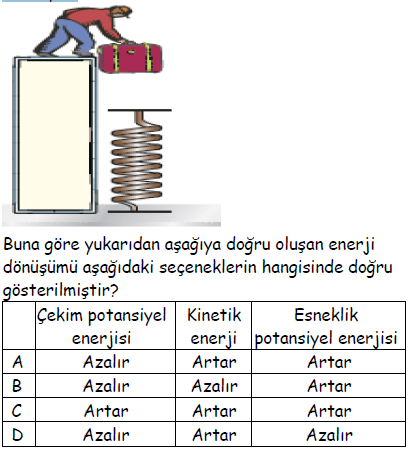 Buna göre yukarıdan aşağıya doğru oluşan enerji
dönüşümü aşağıdaki seçeneklerin hangisinde doğru
gösterilmiştir?
Çekim potansiyel enerjisi Kinetik enerji Esneklik potansiyel enerjisi
A Azalır Artar Artar
B Azalır Azalır Artar
C Artar Artar Artar
D Azalır Artar Azalır